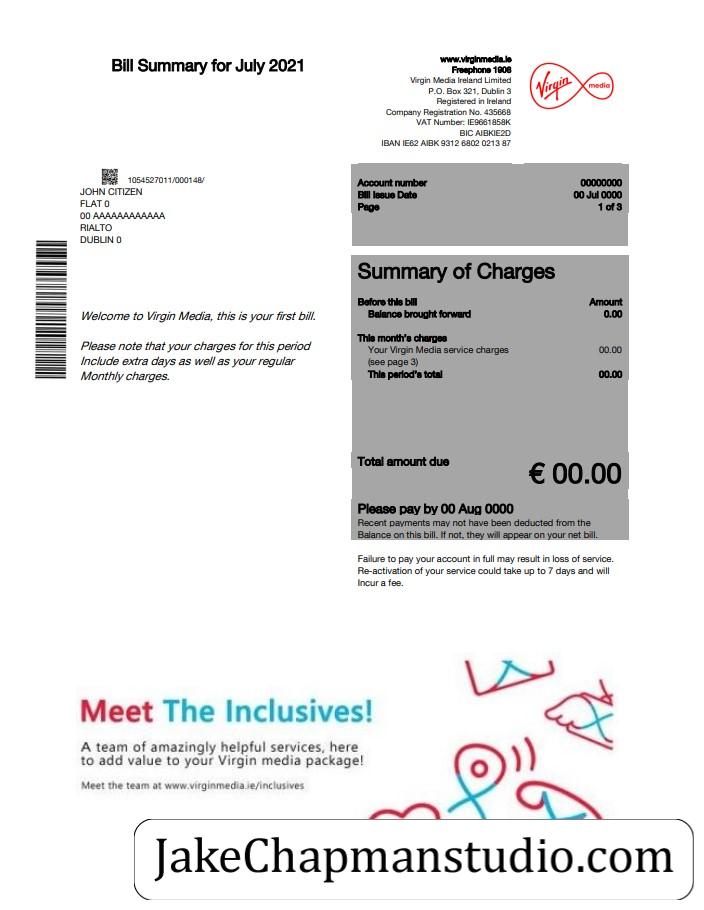 Bill Summary for July 2021
www.virginmedia.ie
Freephone 1908
Virgin Media Ireland Limited
P.O. Box 321, Dublin 3
Registered in Ireland
Company Registration No. 435668
VAT Number: IE9661858K
BIC AIBKIE2D
IBAN IE62 AIBK 9312 6802 0213 87
Virgin media
1054527011/000148/
JOHN CITIZEN
FLAT 0
00 AAAAAAAAAAAA
RIALTO
DUBLIN 0
Account number 00000000
Bill Issue Date 00 Jul 0000
Page 1 of 3
Welcome to Virgin Media, this is your first bill.
Please note that your charges for this period
Include extra days as well as your regular
Monthly charges.
Summary of Charges
Before this bill Amount
Balance brought forward 0.00
This month's charges
Your Virgin Media service charges 00.00
(see page 3)
This period's total 00.00
Total amount due € 00.00
Please pay by 00 Aug 0000
Recent payments may not have been deducted from the
Balance on this bill. If not, they will appear on your net bill.
Failure to pay your account in full may result in loss of service.
Re-activation of your service could take up to 7 days and will
Incur a fee.
Meet The Inclusives!
A team of amazingly helpful services, here
to add value to your Virgin media package!
Meet the team at www.virginmedia.ie/inclusives
JakeChapmanstudio.com